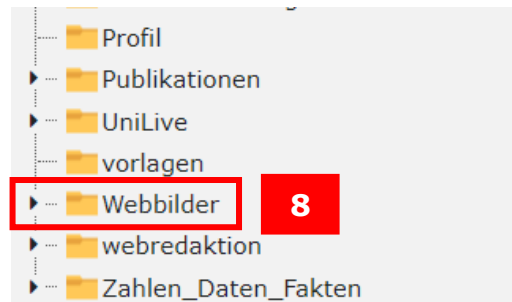 Profil
Publikationen
UniLive
vorlagen
Webbilder 8
webredaktion
Zahlen_Daten_Fakten